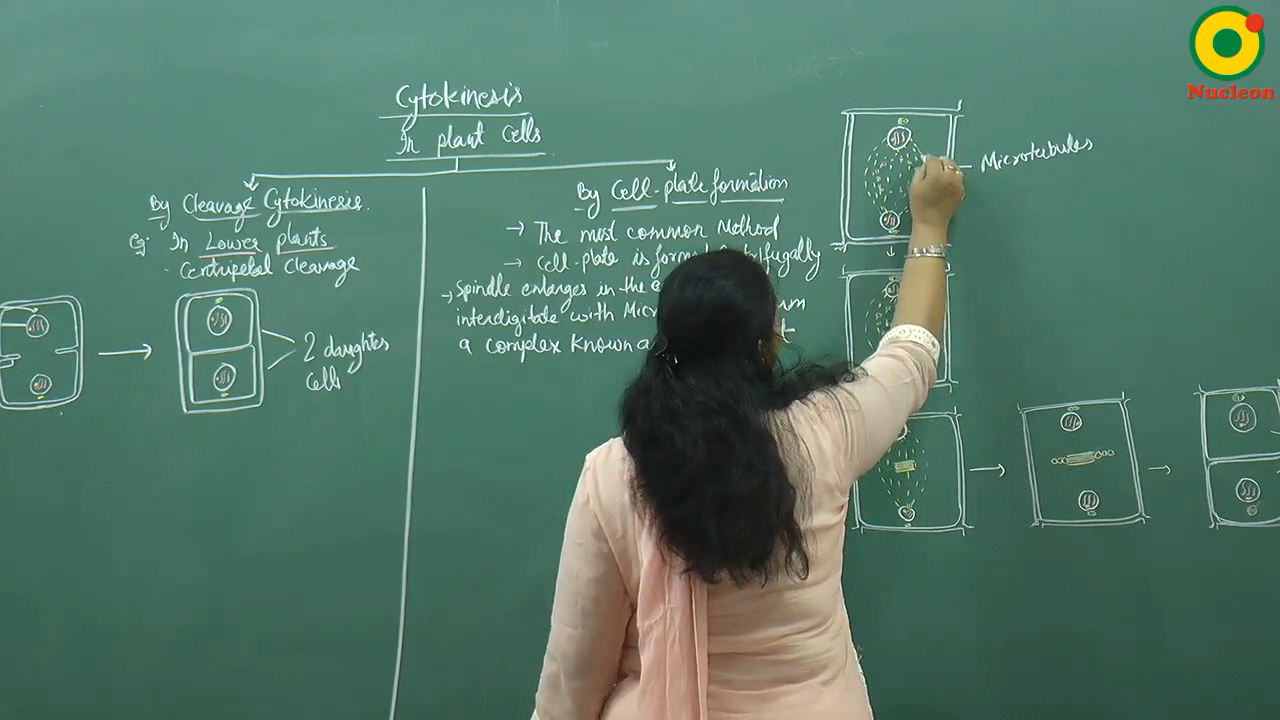 Nucleon
Cytokinesis
In plant cells
By Cleavage Cytokinesis.
Eg: In Lower plants
Centripetal Cleavage
2 daughter
cells
By Cell-plate formation
→ The most common Method
→ Cell-plate is
→ Spindle enlarges in the
interdigitate with
a complex known
Microtubules